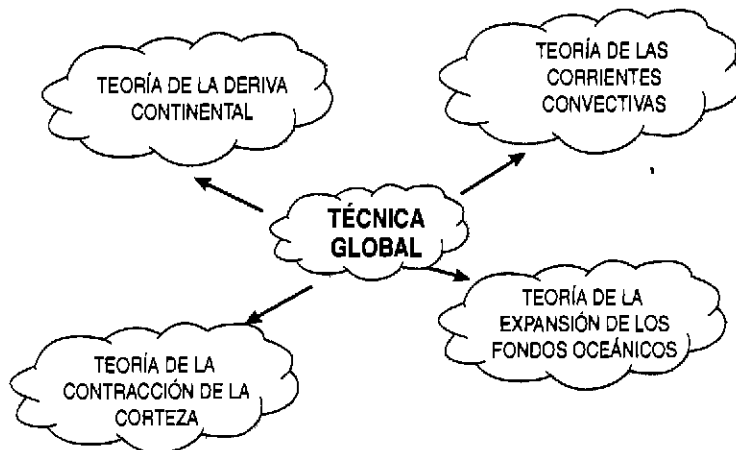 TEORÍA DE LA DERIVA
CONTINENTAL
TEORÍA DE LAS
CORRIENTES
CONVECTIVAS
TÉCNICA
GLOBAL
TEORÍA DE LA
EXPANSIÓN DE LOS
FONDOS OCEÁNICOS
TEORÍA DE LA
CONTRACCIÓN DE LA
CORTEZA